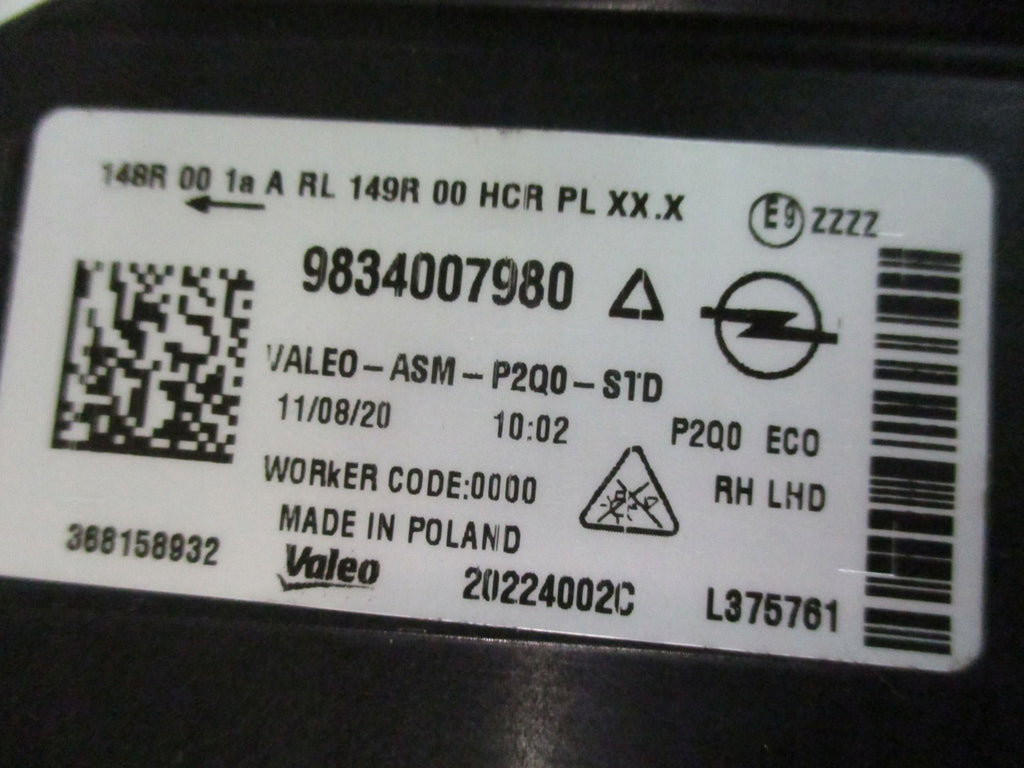 148R 00 1a A RL 149R 00 HCR PL XX.X
E9 ZZZZ
9834007980
VALEO-ASM-P2Q0-STD
11/08/20 10:02
P2Q0 ECO
WORkER CODE:0000
RH LHD
MADE IN POLAND
368158932
Valeo
20224002C
L375761